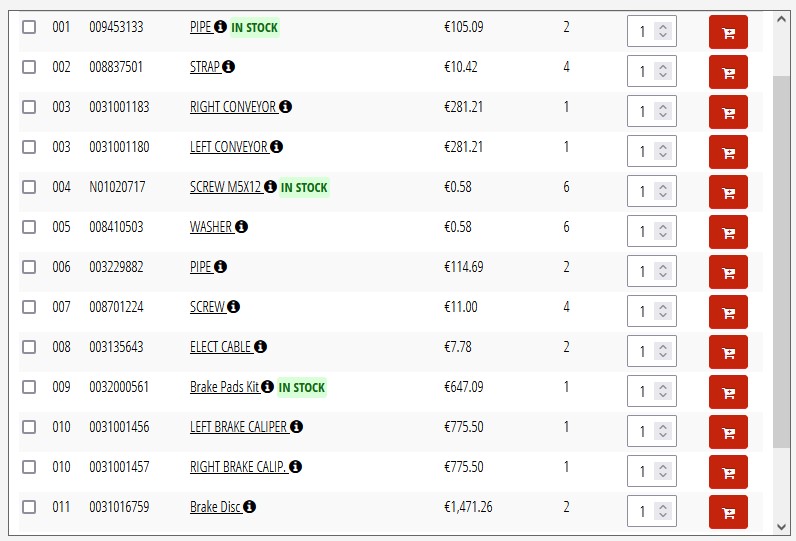 001 009453133 PIPE IN STOCK €105.09 2 1
002 008837501 STRAP €10.42 4 1
003 0031001183 RIGHT CONVEYOR €281.21 1 1
003 0031001180 LEFT CONVEYOR €281.21 1 1
004 N01020717 SCREW M5X12 IN STOCK €0.58 6 1
005 008410503 WASHER €0.58 6 1
006 003229882 PIPE €114.69 2 1
007 008701224 SCREW €11.00 4 1
008 003135643 ELECT CABLE €7.78 2 1
009 0032000561 Brake Pads Kit IN STOCK €647.09 1 1
010 0031001456 LEFT BRAKE CALIPER €775.50 1 1
010 0031001457 RIGHT BRAKE CALIP. €775.50 1 1
011 0031016759 Brake Disc €1,471.26 2 1